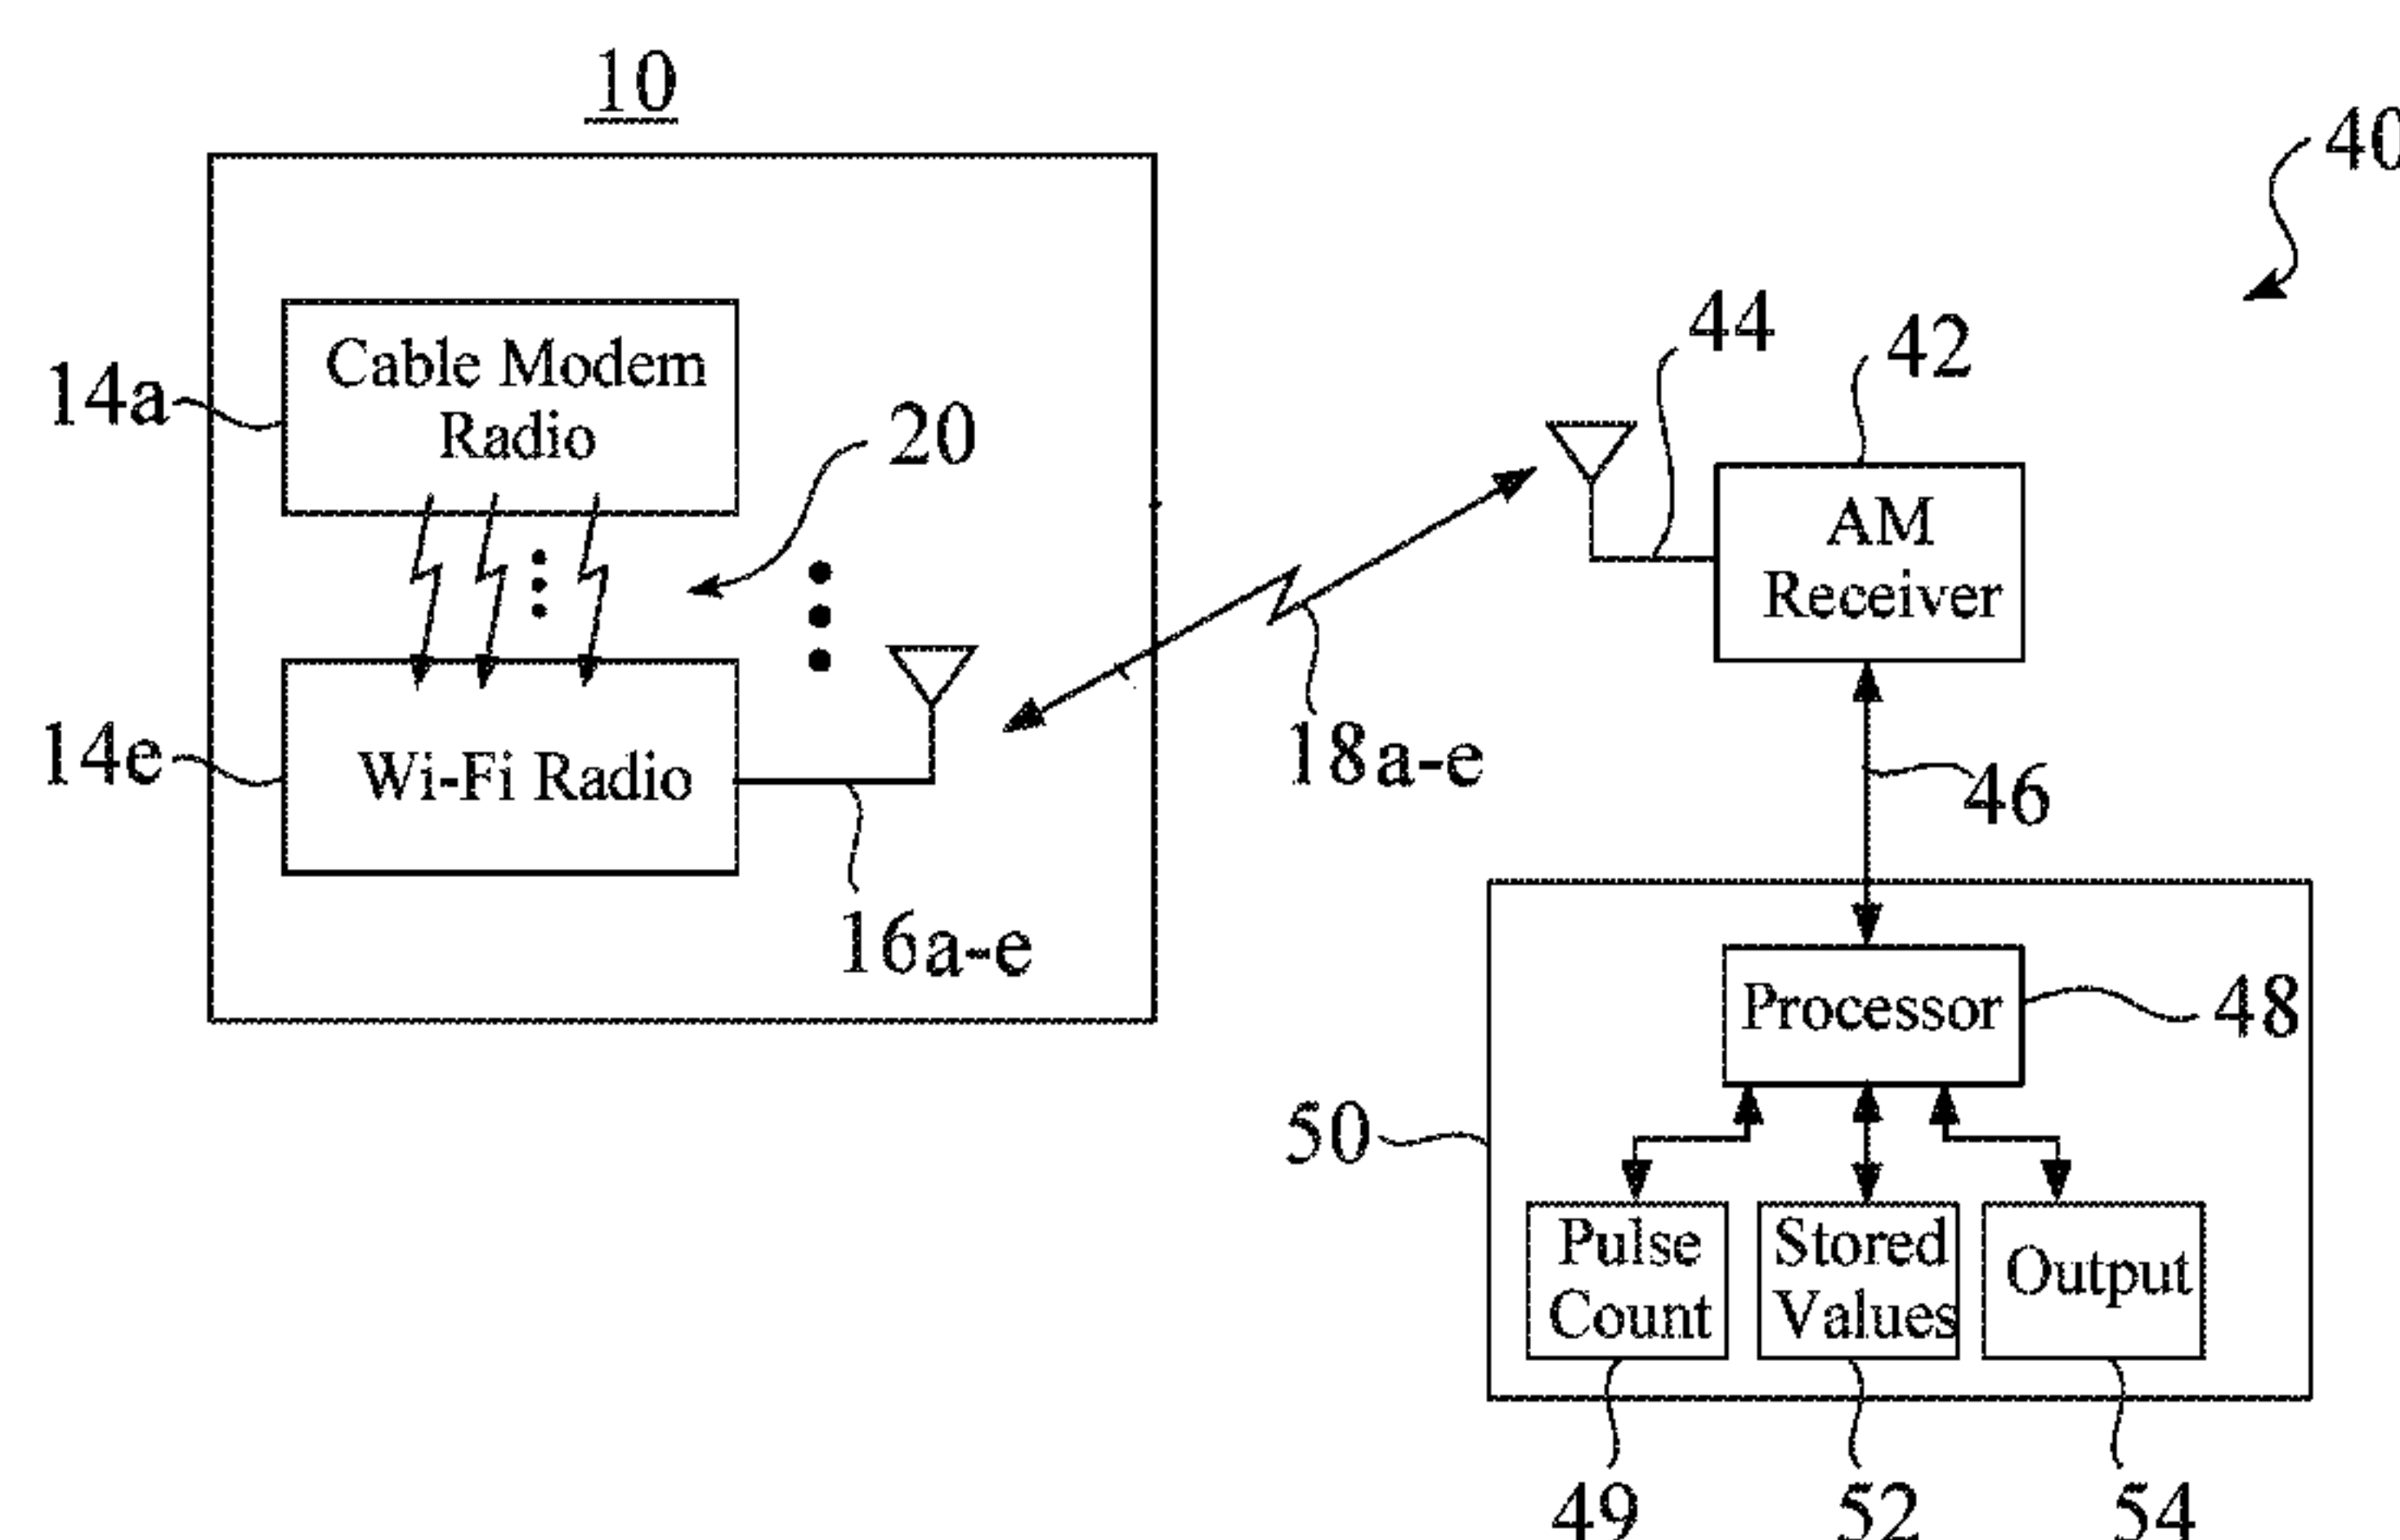 10
40
Cable Modem
Radio
14a
20
44
42
AM
Receiver
14e
Wi-Fi Radio
18a-e
46
16a-e
Processor
48
50
Pulse
Count
Stored
Values
Output
49
52
54